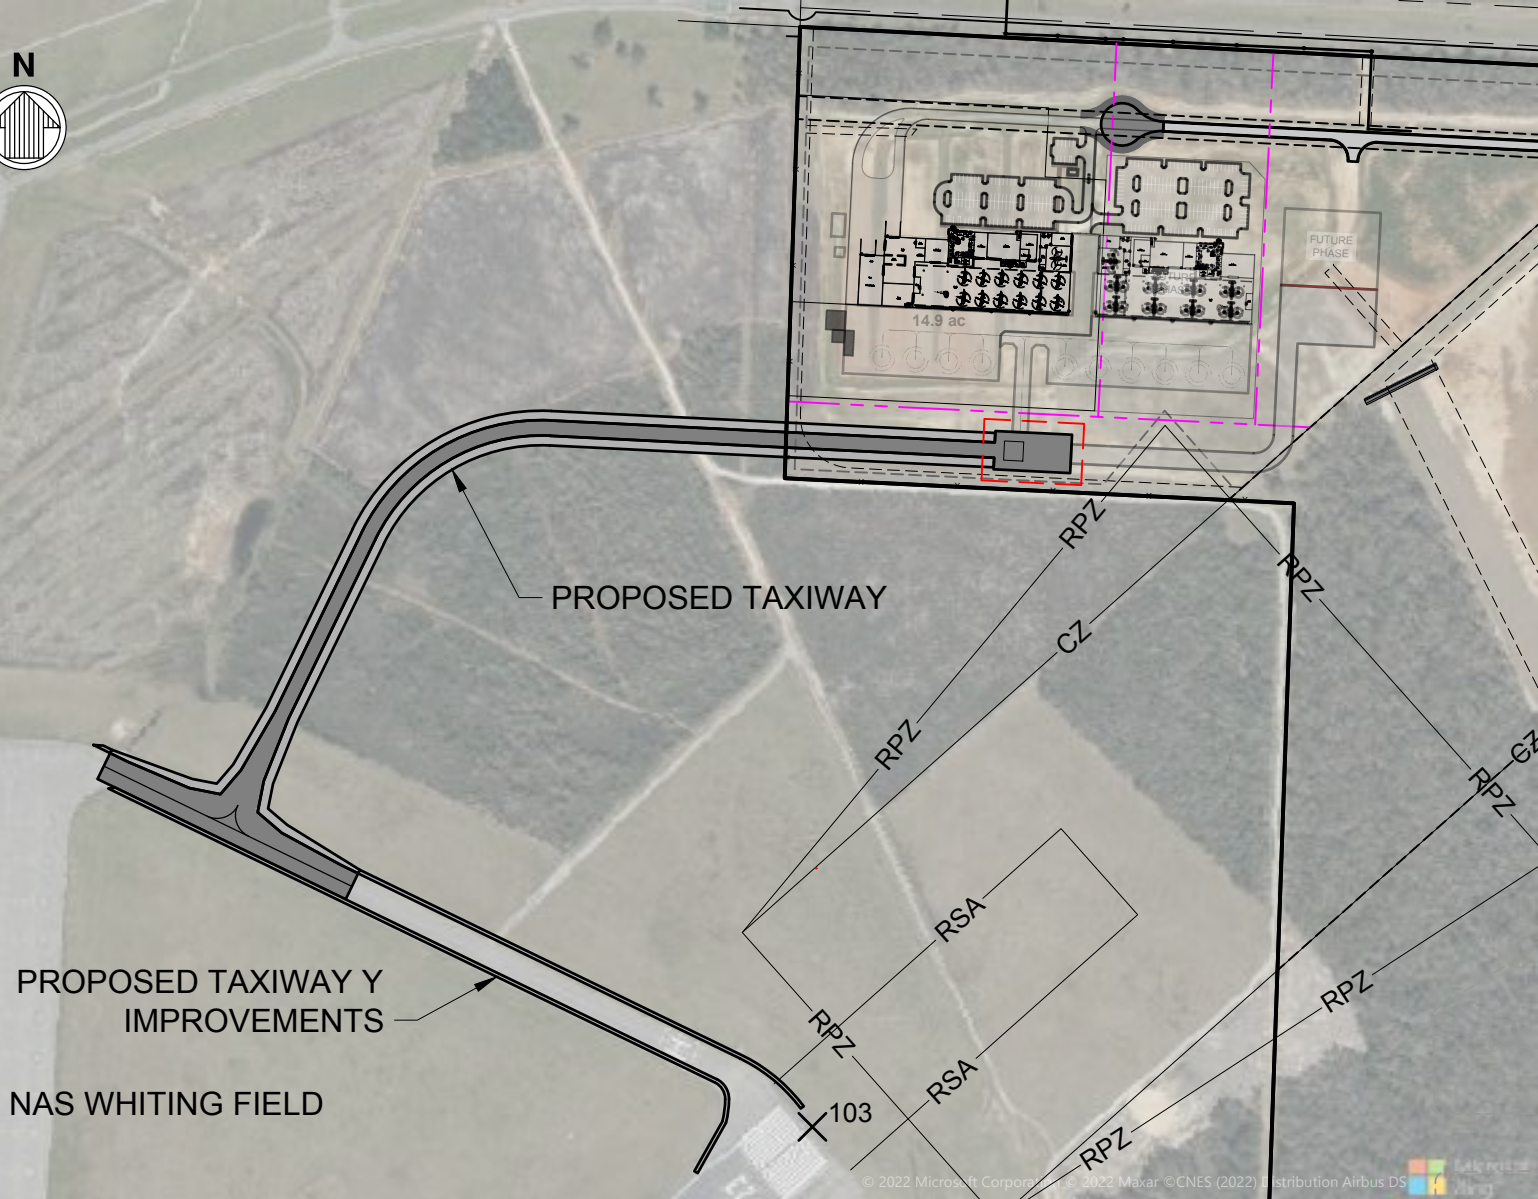 N
FUTURE
PHASE
14.9 ac
RPZ
RPZ
PROPOSED TAXIWAY
CZ
RPZ
CZ
RPZ
RSA
PROPOSED TAXIWAY Y
IMPROVEMENTS
RPZ
RPZ
RSA
NAS WHITING FIELD
103
RPZ
© 2022 Microsoft Corporation © 2022 Maxar ©CNES (2022) Distribution Airbus DS